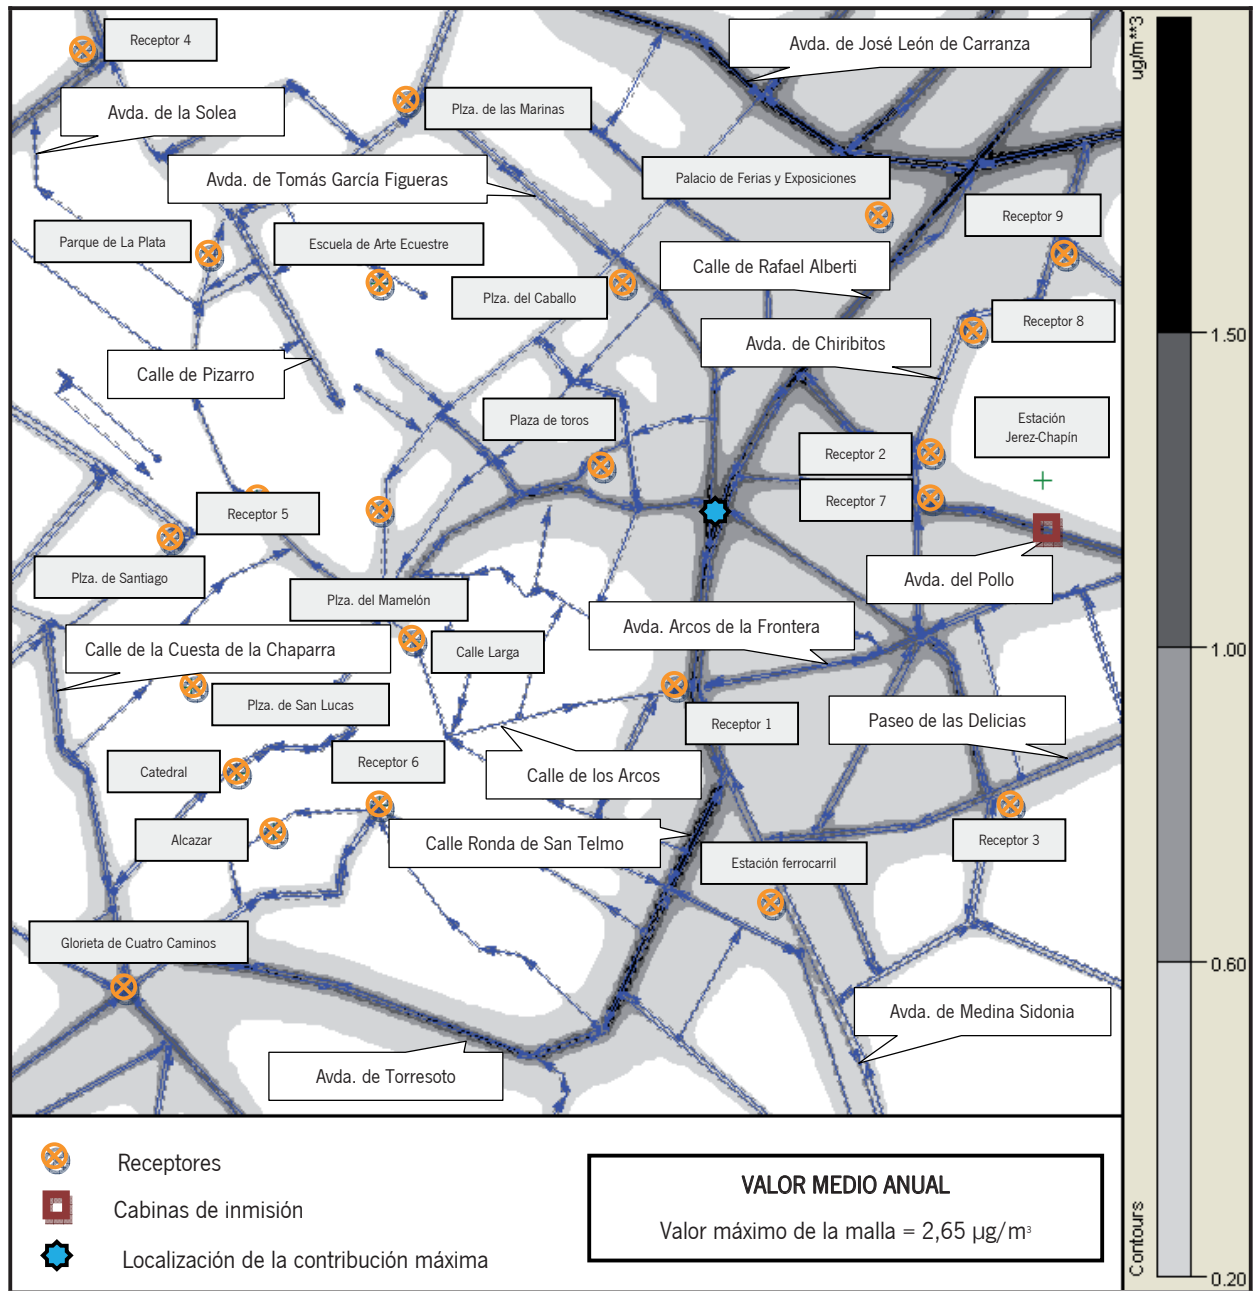 Receptor 4
Avda. de José León de Carranza
ug/m**3
Avda. de la Solea
Plza. de las Marinas
Avda. de Tomás García Figueras
Palacio de Ferias y Exposiciones
Receptor 9
Parque de La Plata
Escuela de Arte Ecuestre
Calle de Rafael Alberti
Plza. del Caballo
Receptor 8
1.50
Avda. de Chiribitos
Calle de Pizarro
Plaza de toros
Estación
Jerez-Chapín
Receptor 2
Receptor 7
Receptor 5
Plza. de Santiago
Avda. del Pollo
Plza. del Mamelón
Avda. Arcos de la Frontera
Calle de la Cuesta de la Chaparra
Calle Larga
1.00
Plza. de San Lucas
Receptor 1
Paseo de las Delicias
Catedral
Receptor 6
Calle de los Arcos
Alcazar
Calle Ronda de San Telmo
Receptor 3
Estación ferrocarril
Glorieta de Cuatro Caminos
0.60
Avda. de Medina Sidonia
Avda. de Torresoto
Receptores
Cabinas de inmisión
Localización de la contribución máxima
VALOR MEDIO ANUAL
Valor máximo de la malla = 2,65 µg/m³
Contours
0.20